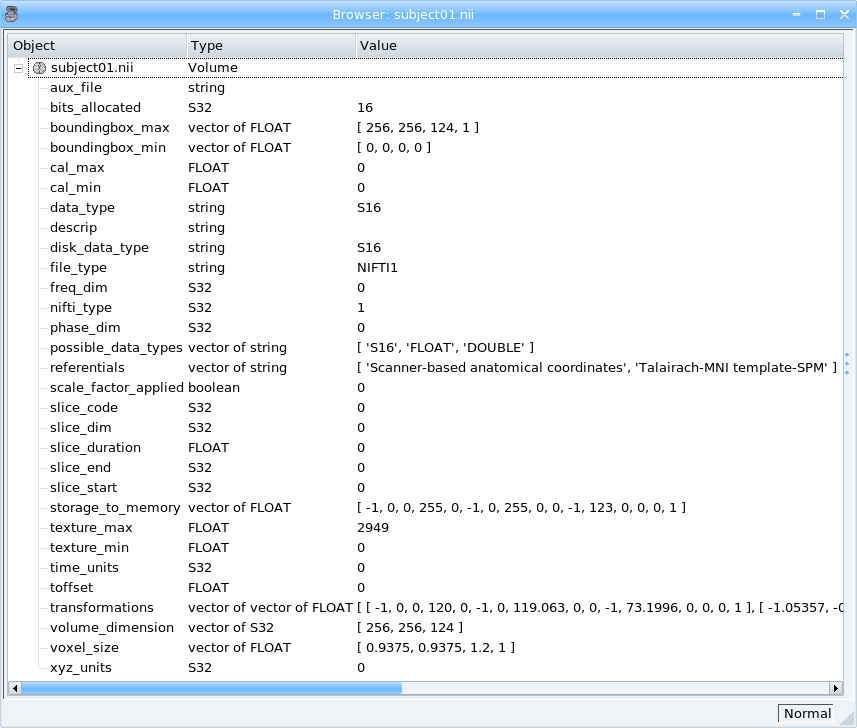 Browser: subject01.nii
Object Type Value
subject01.nii Volume
aux_file string
bits_allocated S32 16
boundingbox_max vector of FLOAT [ 256, 256, 124, 1 ]
boundingbox_min vector of FLOAT [ 0, 0, 0, 0 ]
cal_max FLOAT 0
cal_min FLOAT 0
data_type string S16
descrip string
disk_data_type string S16
file_type string NIFTI1
freq_dim S32 0
nifti_type S32 1
phase_dim S32 0
possible_data_types vector of string [ 'S16', 'FLOAT', 'DOUBLE' ]
referentials vector of string [ 'Scanner-based anatomical coordinates', 'Talairach-MNI template-SPM' ]
scale_factor_applied boolean 0
slice_code S32 0
slice_dim S32 0
slice_duration FLOAT 0
slice_end S32 0
slice_start S32 0
storage_to_memory vector of FLOAT [ -1, 0, 0, 255, 0, -1, 0, 255, 0, 0, -1, 123, 0, 0, 0, 1 ]
texture_max FLOAT 2949
texture_min FLOAT 0
time_units S32 0
toffset FLOAT 0
transformations vector of vector of FLOAT [ [ -1, 0, 0, 120, 0, -1, 0, 119.063, 0, 0, -1, 73.1996, 0, 0, 0, 1 ], [ -1.05357, -0
volume_dimension vector of S32 [ 256, 256, 124 ]
voxel_size vector of FLOAT [ 0.9375, 0.9375, 1.2, 1 ]
xyz_units S32 0
Normal